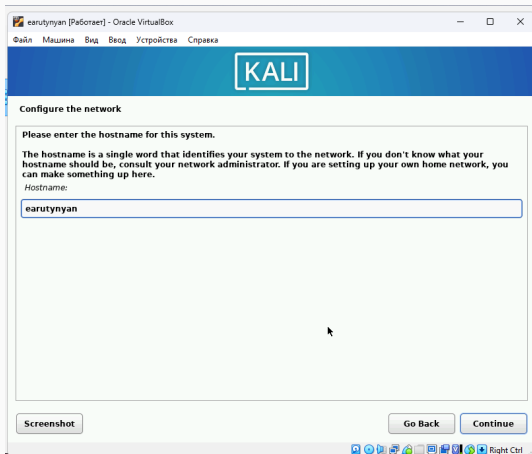 earutynyan [Работает] - Oracle VirtualBox
Файл Машина Вид Ввод Устройства Справка
KALI
Configure the network
Please enter the hostname for this system.
The hostname is a single word that identifies your system to the network. If you don't know what your
hostname should be, consult your network administrator. If you are setting up your own home network, you
can make something up here.
Hostname:
earutynyan
Screenshot Go Back Continue
Right Ctrl